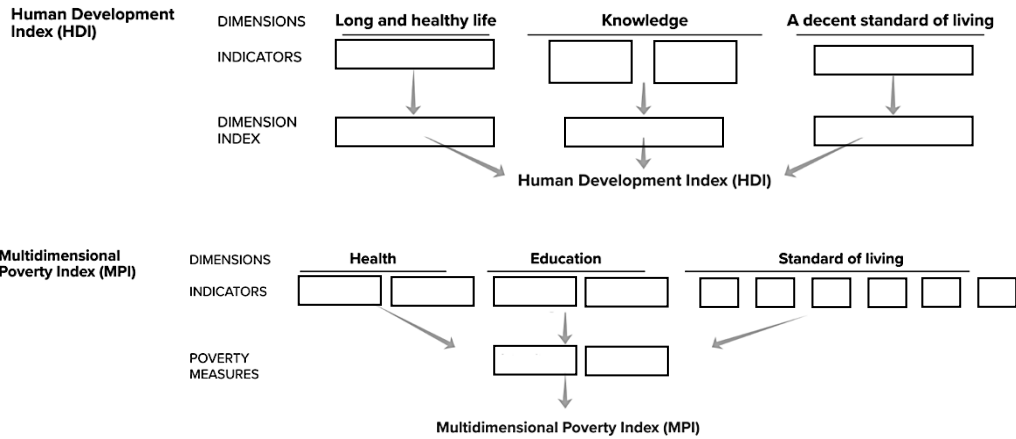 Human Development
Index (HDI)
DIMENSIONS
Long and healthy life
Knowledge
A decent standard of living
INDICATORS
DIMENSION
INDEX
Human Development Index (HDI)
Multidimensional
Poverty Index (MPI)
DIMENSIONS
Health
Education
Standard of living
INDICATORS
POVERTY
MEASURES
Multidimensional Poverty Index (MPI)